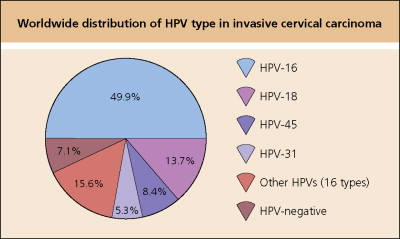 Worldwide distribution of HPV type in invasive cervical carcinoma
49.9%
13.7%
8.4%
5.3%
15.6%
7.1%
HPV-16
HPV-18
HPV-45
HPV-31
Other HPVs (16 types)
HPV-negative